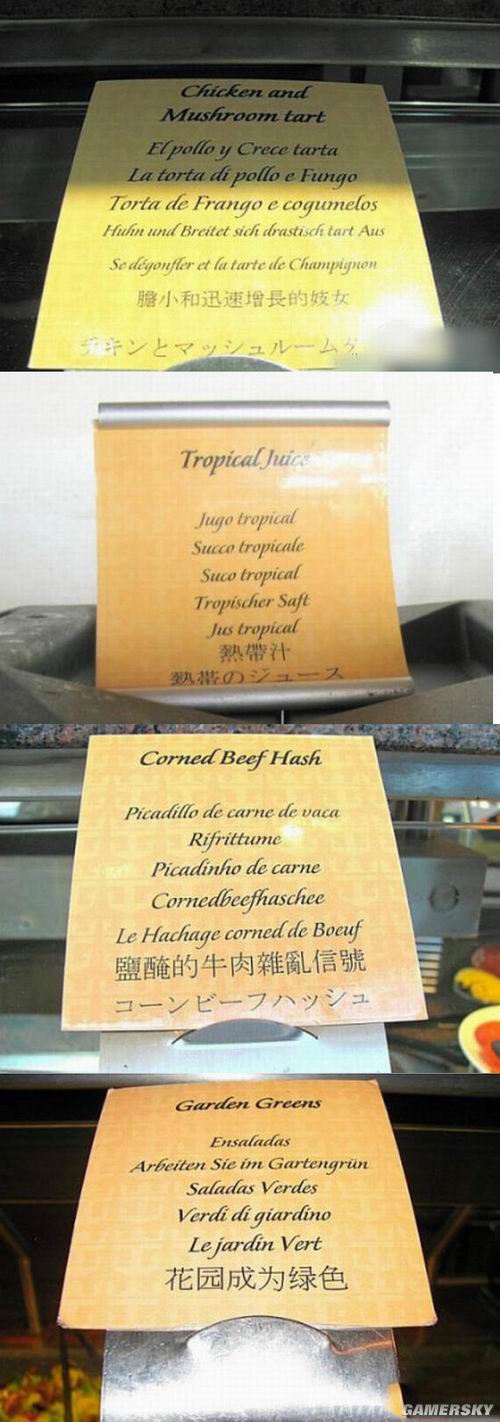 Chicken and
Mushroom tart
El pollo y Crece tarta
La torta di pollo e Fungo
Torta de Frango e cogumelos
Huhn und Breitet sich drastisch tart Aus
Se dégonfler et la tarte de Champignon
膽小和迅速增長的妓女
チキンとマッシュルーム
Tropical Juice
Jugo tropical
Succo tropicale
Suco tropical
Tropischer Saft
Jus tropical
熱帶汁
熱帯のジュース
Corned Beef Hash
Picadillo de carne de vaca
Rifrittume
Picadinho de carne
Cornedbeefhaschee
Le Hachage corned de Boeuf
鹽醃的牛肉雜亂信號
コーンビーフハッシュ
Garden Greens
Ensaladas
Arbeiten Sie im Gartengrün
Saladas Verdes
Verdi di giardino
Le jardin Vert
花园成为绿色
GAMERSKY